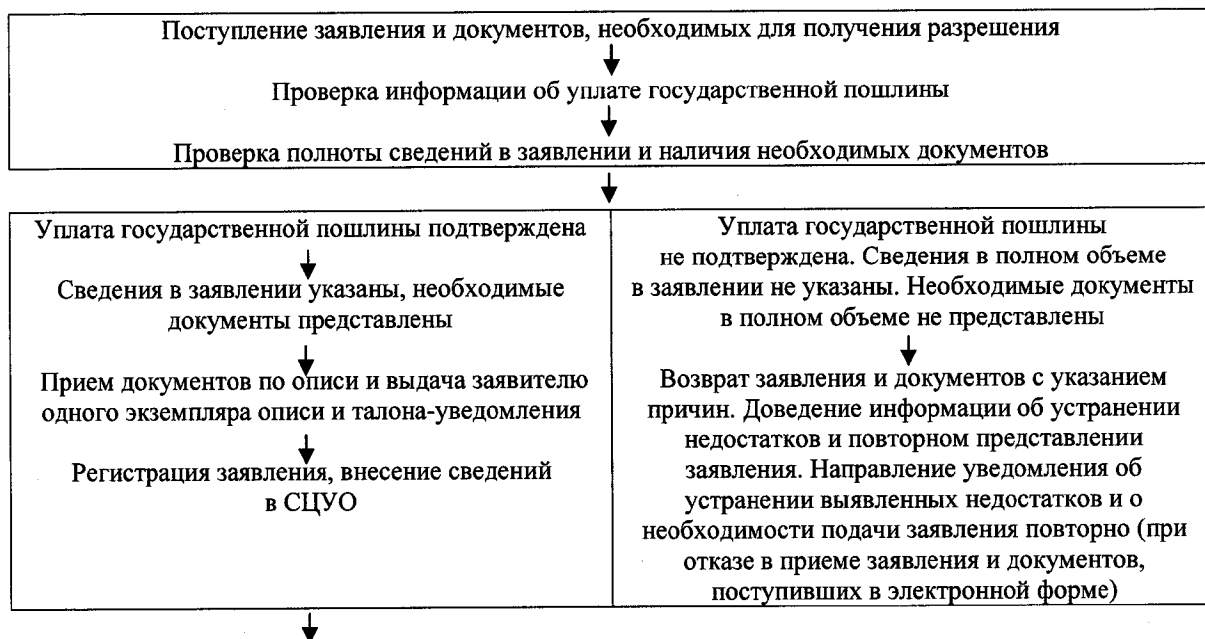 Поступление заявления и документов, необходимых для получения разрешения
Проверка информации об уплате государственной пошлины
Проверка полноты сведений в заявлении и наличия необходимых документов
Уплата государственной пошлины подтверждена
Сведения в заявлении указаны, необходимые
документы представлены
Прием документов по описи и выдача заявителю
одного экземпляра описи и талона-уведомления
Регистрация заявления, внесение сведений
в СЦУО
Уплата государственной пошлины
не подтверждена. Сведения в полном объеме
в заявлении не указаны. Необходимые документы
в полном объеме не представлены
Возврат заявления и документов с указанием
причин. Доведение информации об устранении
недостатков и повторном представлении
заявления. Направление уведомления об
устранении выявленных недостатков и о
необходимости подачи заявления повторно (при
отказе в приеме заявления и документов,
поступивших в электронной форме)